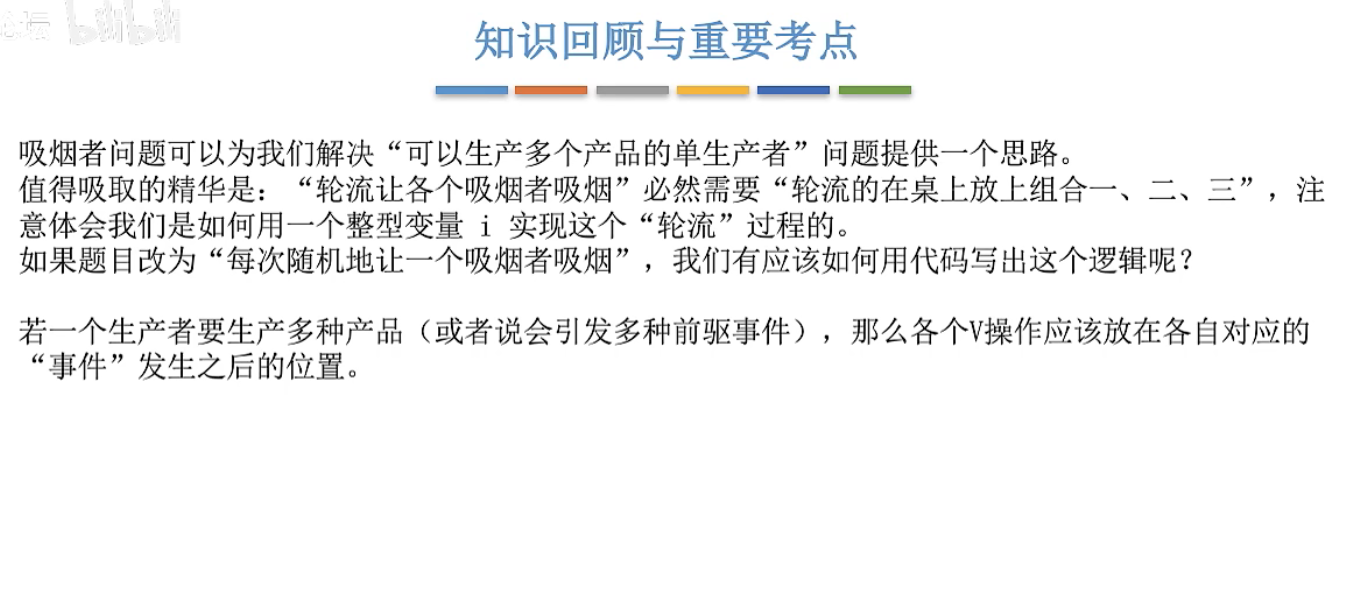 bilibili
知识回顾与重要考点
吸烟者问题可以为我们解决“可以生产多个产品的单生产者”问题提供一个思路。
值得吸取的精华是：“轮流让各个吸烟者吸烟”必然需要“轮流的在桌上放上组合一、二、三”，注
意体会我们是如何用一个整型变量 i 实现这个“轮流”过程的。
如果题目改为“每次随机地让一个吸烟者吸烟”，我们有应该如何用代码写出这个逻辑呢？
若一个生产者要生产多种产品（或者说会引发多种前驱事件），那么各个V操作应该放在各自对应的
“事件”发生之后的位置。